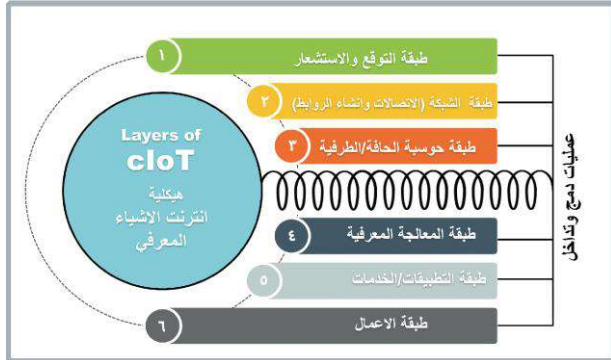 ١ طبقة التوقع والاستشعار
٢ طبقة الشبكة (الاتصالات وانشاء الروابط)
٣ طبقة حوسبة الحافة/الطرفية
Layers of
cIoT
هيكلية
انترنت الاشياء
المعرفي
٤ طبقة المعالجة المعرفية
٥ طبقة التطبيقات/الخدمات
٦ طبقة الاعمال
عمليات دمج وتداخل